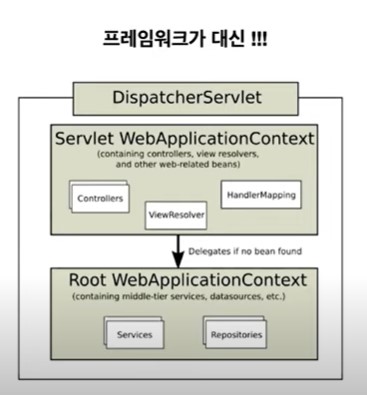 프레임워크가 대신 !!!
DispatcherServlet
Servlet WebApplicationContext
(containing controllers, view resolvers,
and other web-related beans)
Controllers
HandlerMapping
ViewResolver
Delegates if no bean found
Root WebApplicationContext
(containing middle-tier services, datasources, etc.)
Services
Repositories